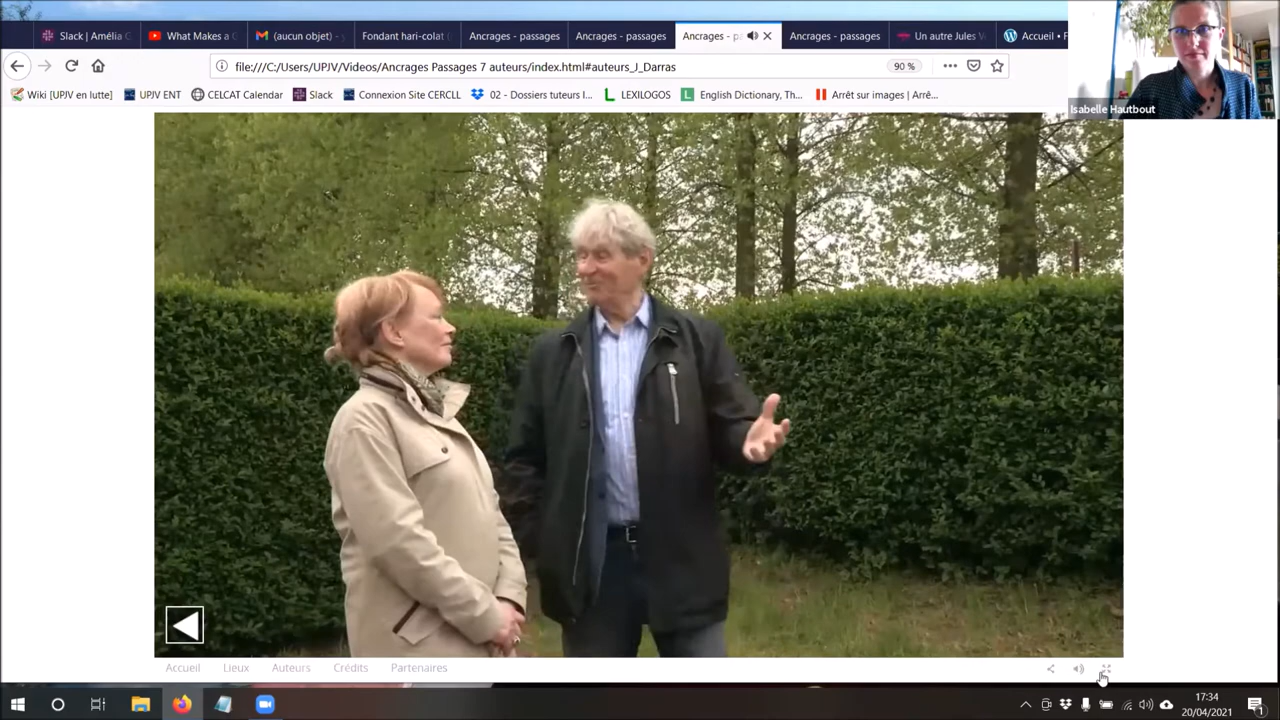 Slack | Amélia C
What Makes a G
(aucun objet) -
Fondant hari-colat (
Ancrages - passages
Ancrages - passages
Ancrages - pa
Ancrages - passages
Un autre Jules V
Accueil • F
file:///C:/Users/UPJV/Videos/Ancrages Passages 7 auteurs/index.html#auteurs_J_Darras
90 %
Wiki [UPJV en lutte]
UPJV ENT
CELCAT Calendar
Slack
Connexion Site CERCLL
02 - Dossiers tuteurs l...
LEXILOGOS
English Dictionary, Th...
Arrêt sur images | Arrê...
Isabelle Hautbout
Accueil
Lieux
Auteurs
Crédits
Partenaires
17:34
20/04/2021
1